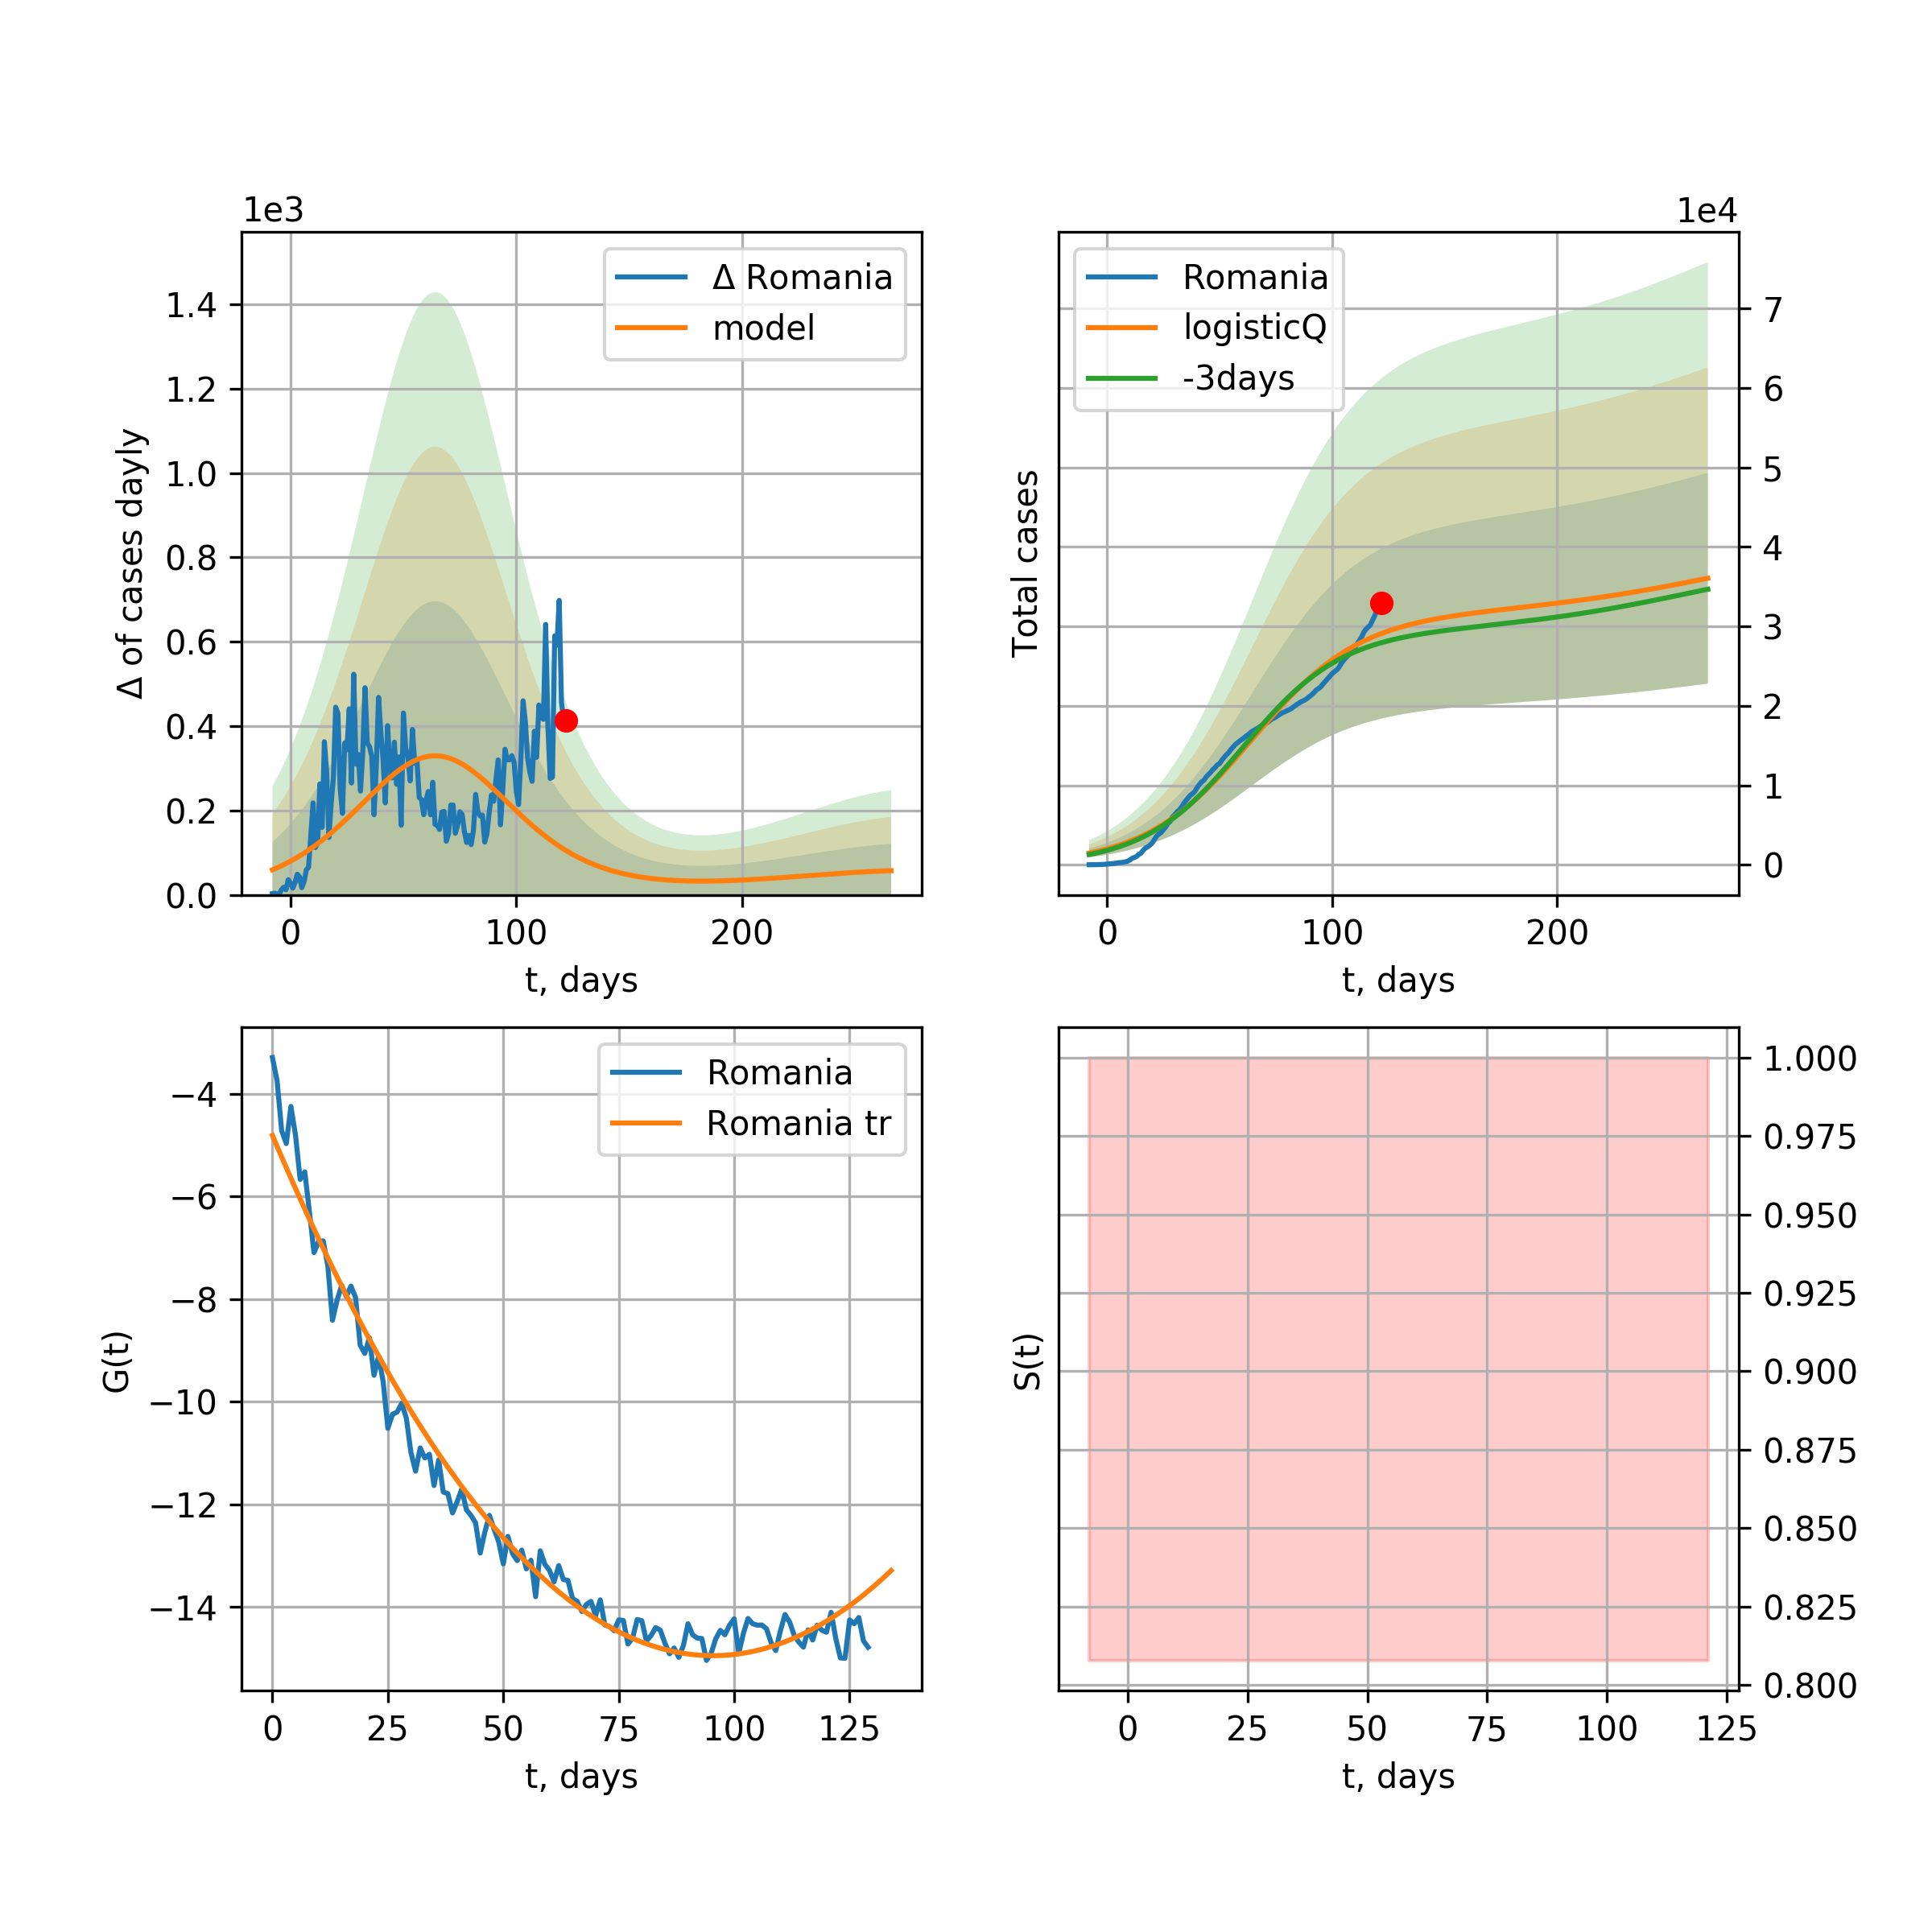 1e3
Δ of cases dayly
1.4
1.2
1.0
0.8
0.6
0.4
0.2
0.0
Δ Romania
model
0 100 200
t, days
1e4
Total cases
Romania
logisticQ
-3days
7
6
5
4
3
2
1
0
0 100 200
t, days
G(t)
−4
−6
−8
−10
−12
−14
Romania
Romania tr
0 25 50 75 100 125
t, days
S(t)
1.000
0.975
0.950
0.925
0.900
0.875
0.850
0.825
0.800
0 25 50 75 100 125
t, days